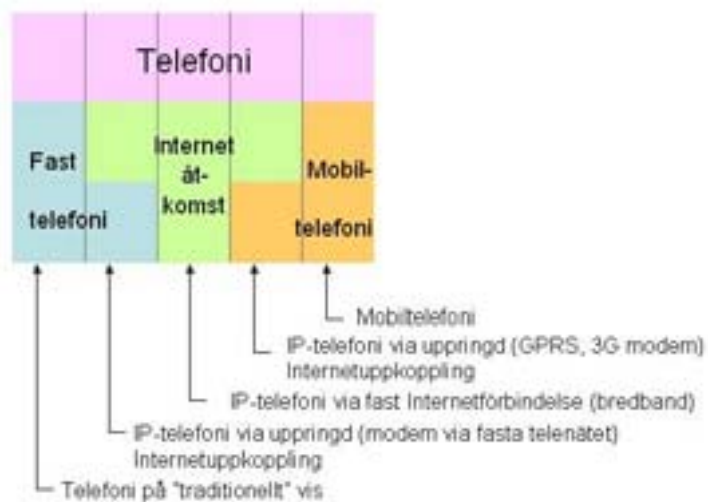 Telefoni
Fast
telefoni
Internet
åt-
komst
Mobil-
telefoni
Mobiltelefoni
IP-telefoni via uppringd (GPRS, 3G modem)
Internetuppkoppling
IP-telefoni via fast Internetförbindelse (bredband)
IP-telefoni via uppringd (modem via fasta telenätet)
Internetuppkoppling
Telefoni på "traditionellt" vis